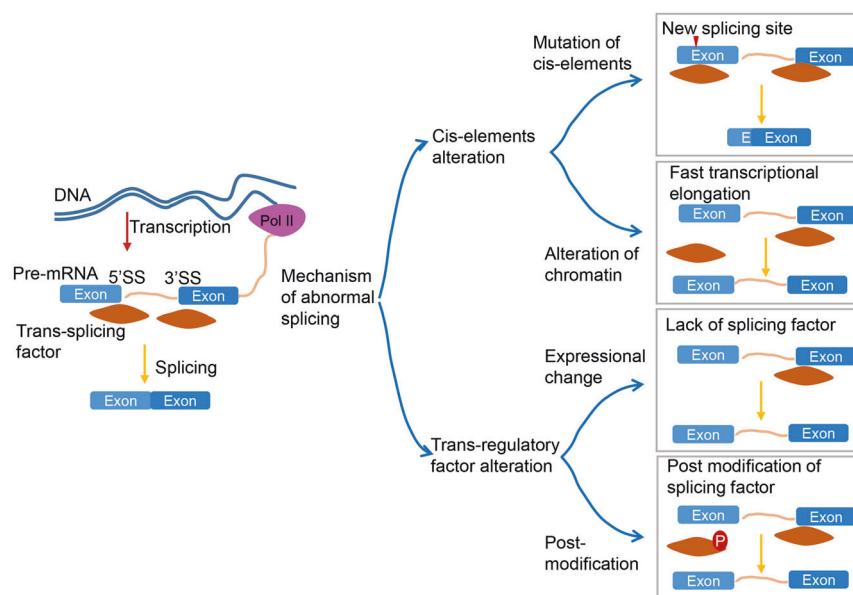 DNA
Pol II
Transcription
Pre-mRNA 5'SS 3'SS
Exon Exon
Trans-splicing
factor
Splicing
Exon Exon
Mechanism
of abnormal
splicing
Cis-elements
alteration
Trans-regulatory
factor alteration
Mutation of
cis-elements
New splicing site
Exon Exon
E Exon
Alteration of
chromatin
Fast transcriptional
elongation
Exon Exon
Exon Exon
Expressional
change
Lack of splicing factor
Exon Exon
Exon Exon
Post-
modification
Post modification of
splicing factor
Exon Exon
P
Exon Exon